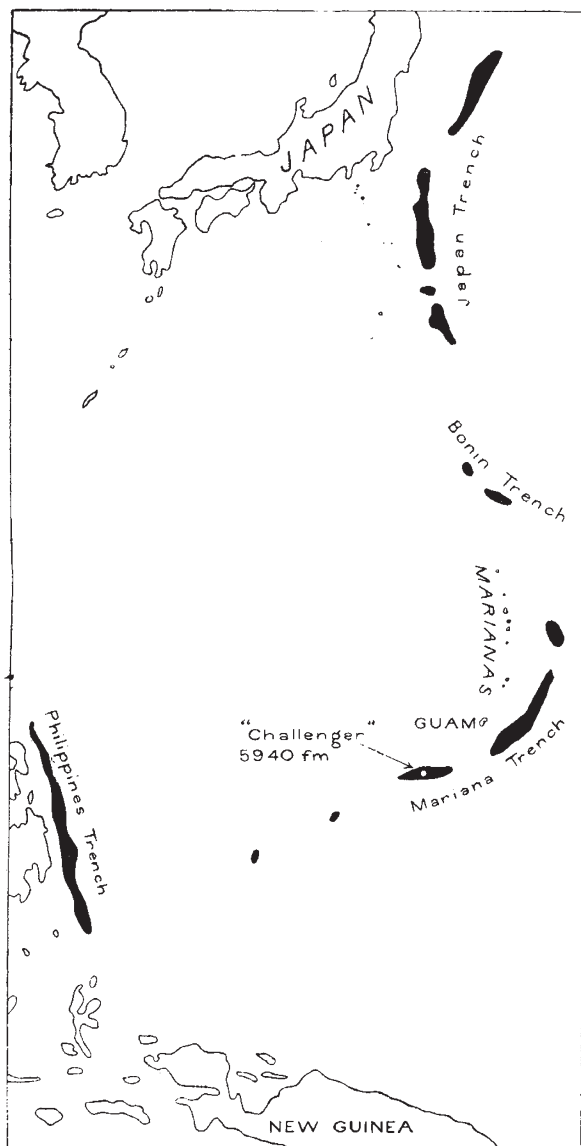 JAPAN
Japan Trench
Bonin Trench
MARIANAS
"Challenger"
5940 fm
GUAM
Mariana Trench
Philippines Trench
NEW GUINEA